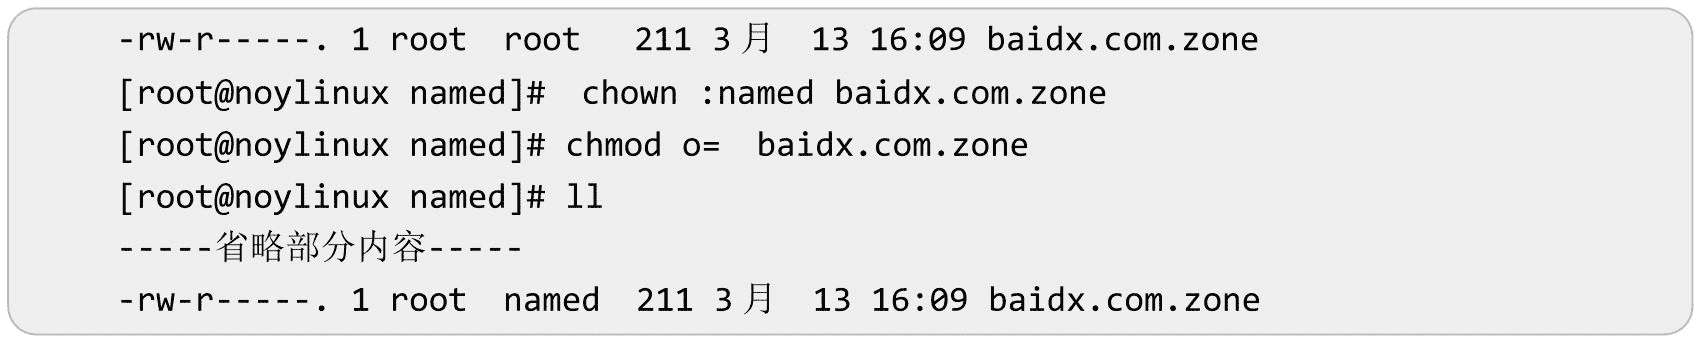 -rw-r-----. 1 root  root   211 3月  13 16:09 baidx.com.zone
[root@noylinux named]#  chown :named baidx.com.zone
[root@noylinux named]# chmod o=  baidx.com.zone
[root@noylinux named]# ll
-----省略部分内容-----
-rw-r-----. 1 root  named  211 3月  13 16:09 baidx.com.zone